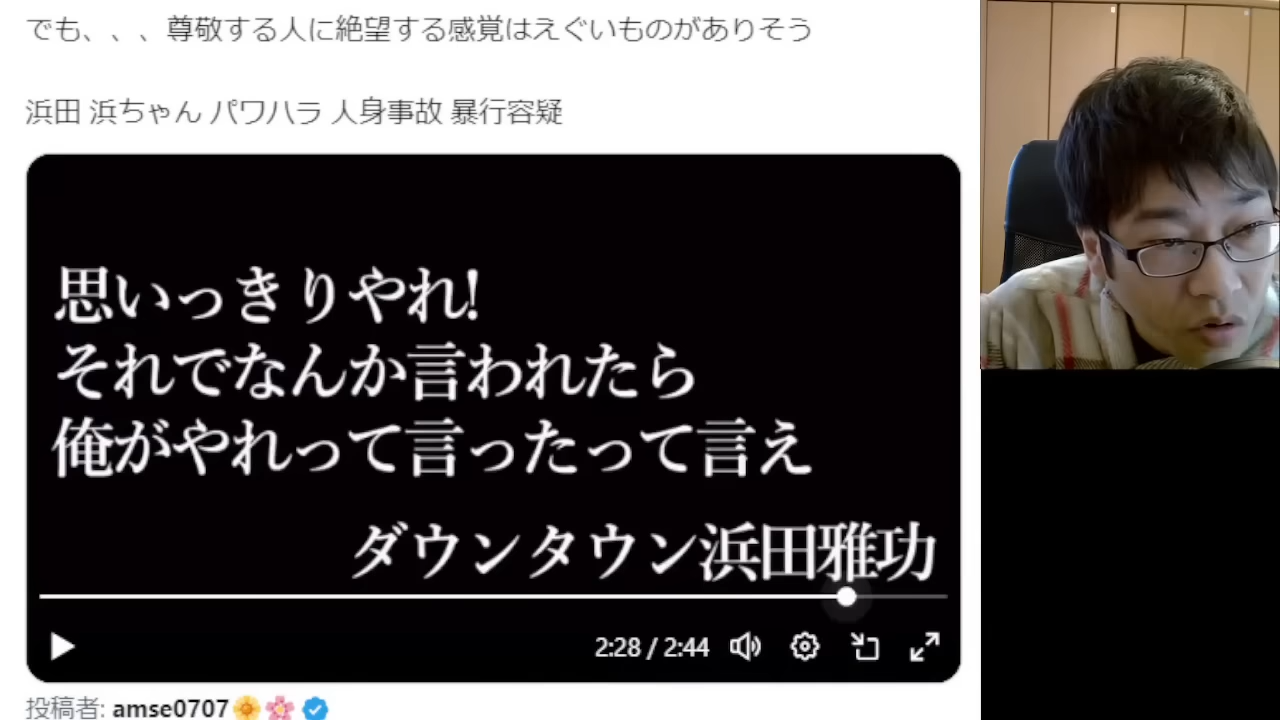 でも、、、尊敬する人に絶望する感覚はえぐいものがありそう
浜田 浜ちゃん パワハラ 人身事故 暴行容疑
思いっきりやれ!
それでなんか言われたら
俺がやれって言ったって言え
ダウンタウン浜田雅功
2:28 / 2:44
投稿者: amse0707